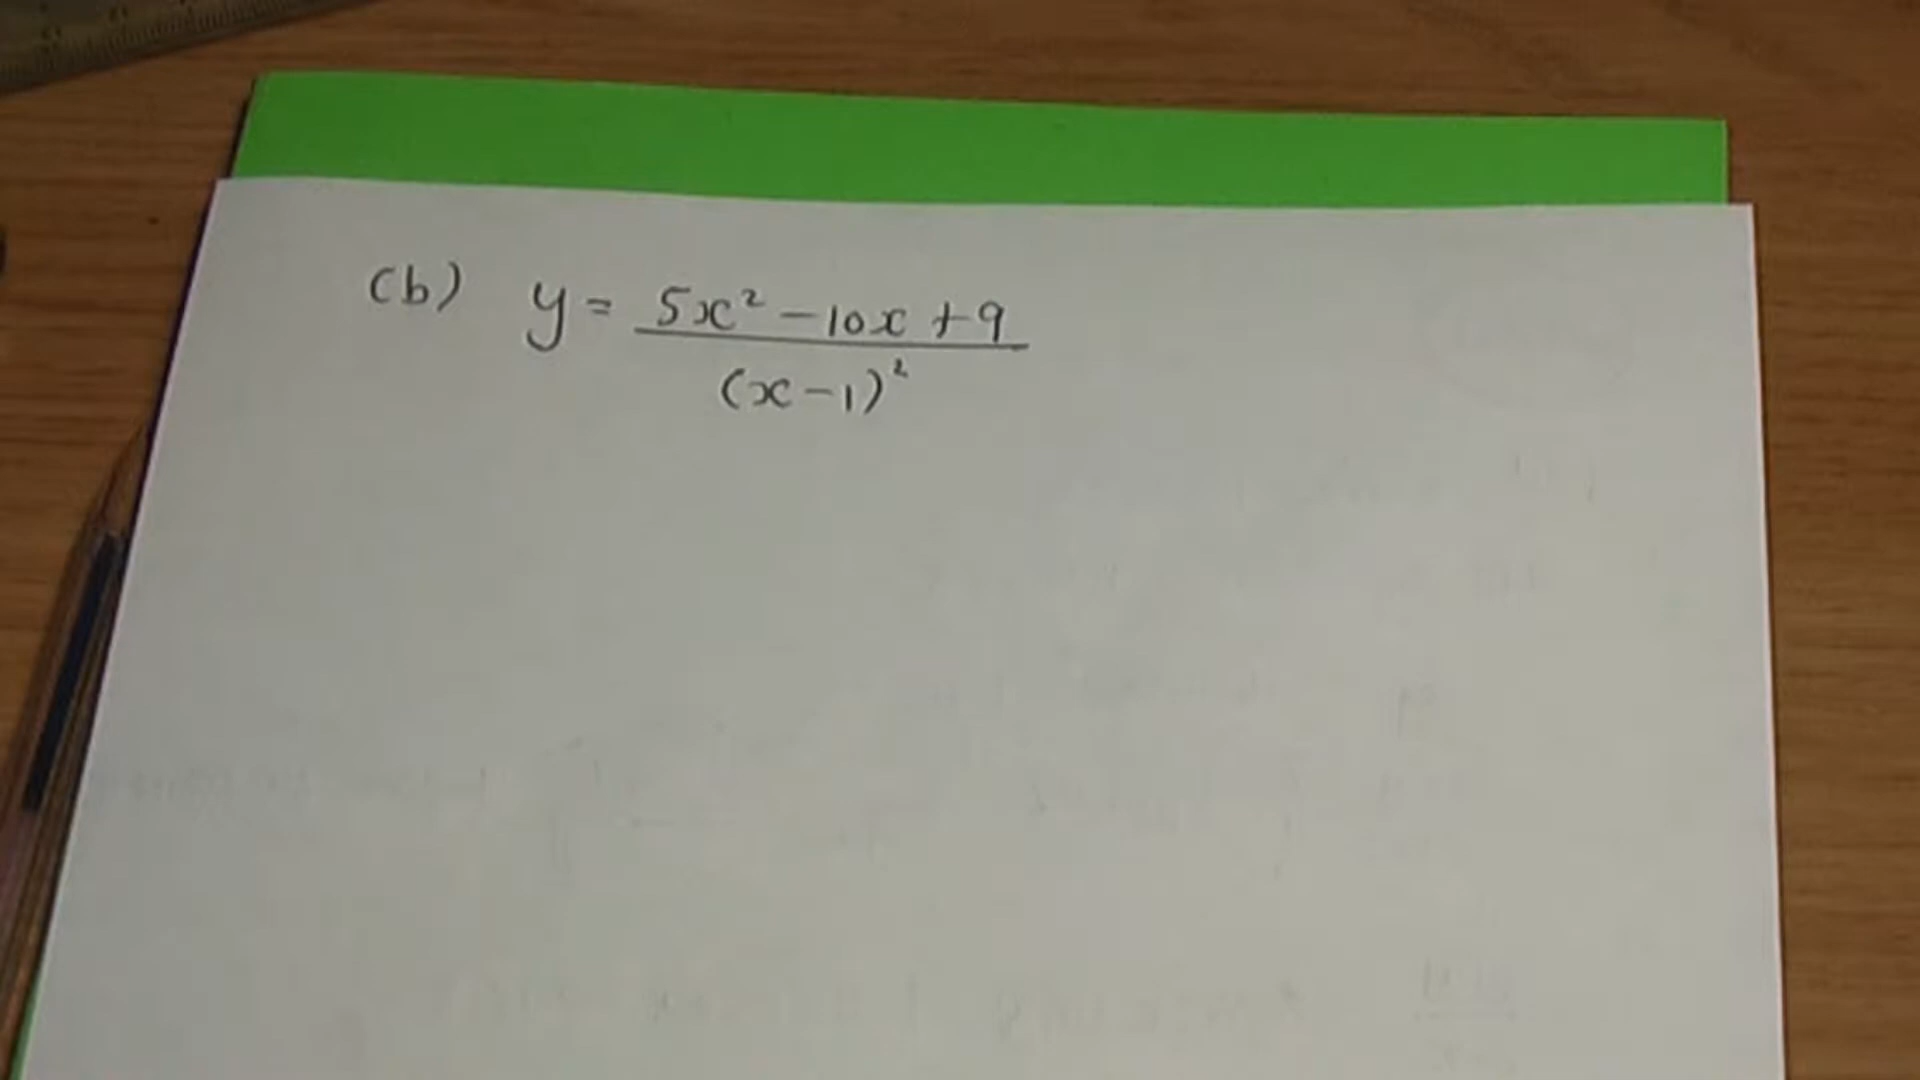 (b) y = 5x² - 10x + 9
(x - 1)²